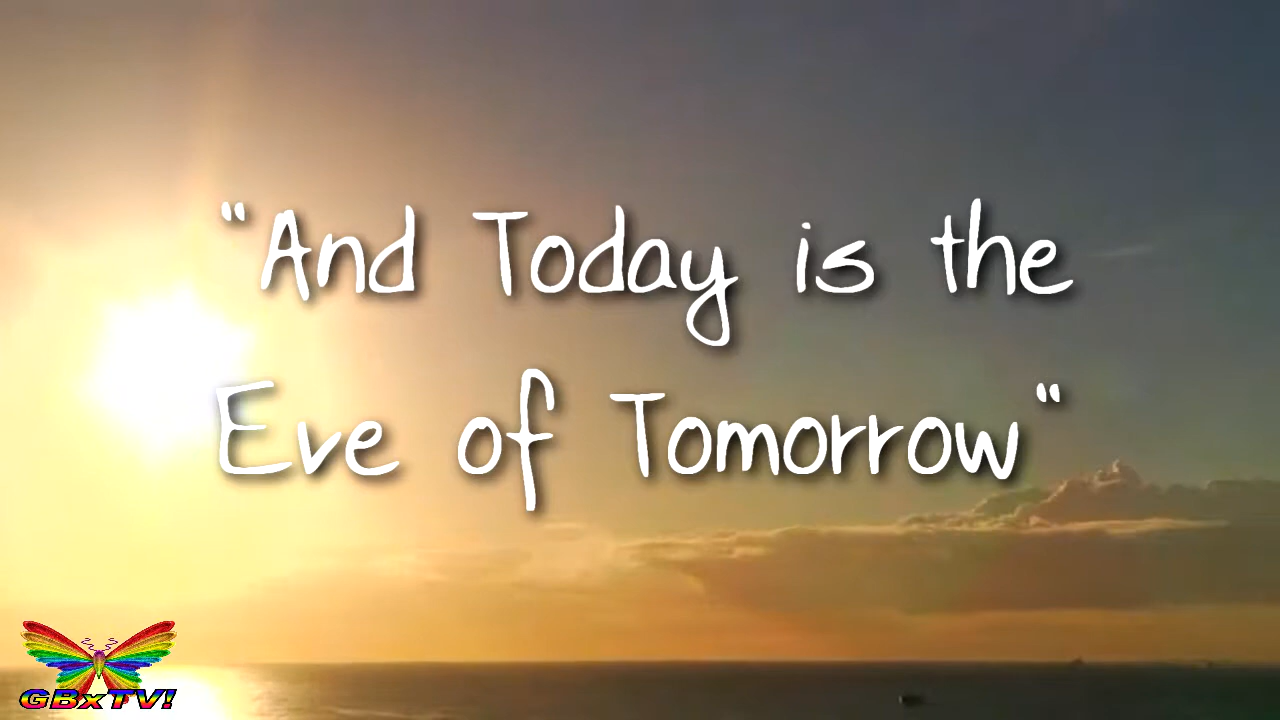 "And Today is the
Eve of Tomorrow"
GBxTV!